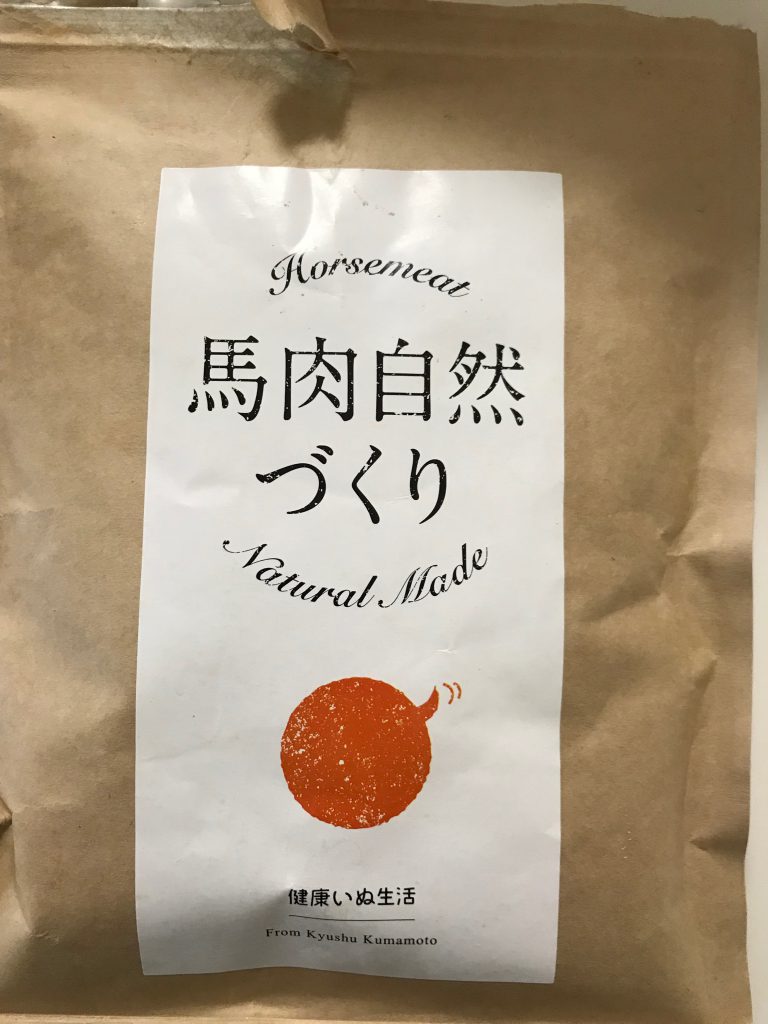 Horsemeat
馬肉自然
づくり
Natural Made
健康いぬ生活
From Kyushu Kumamoto